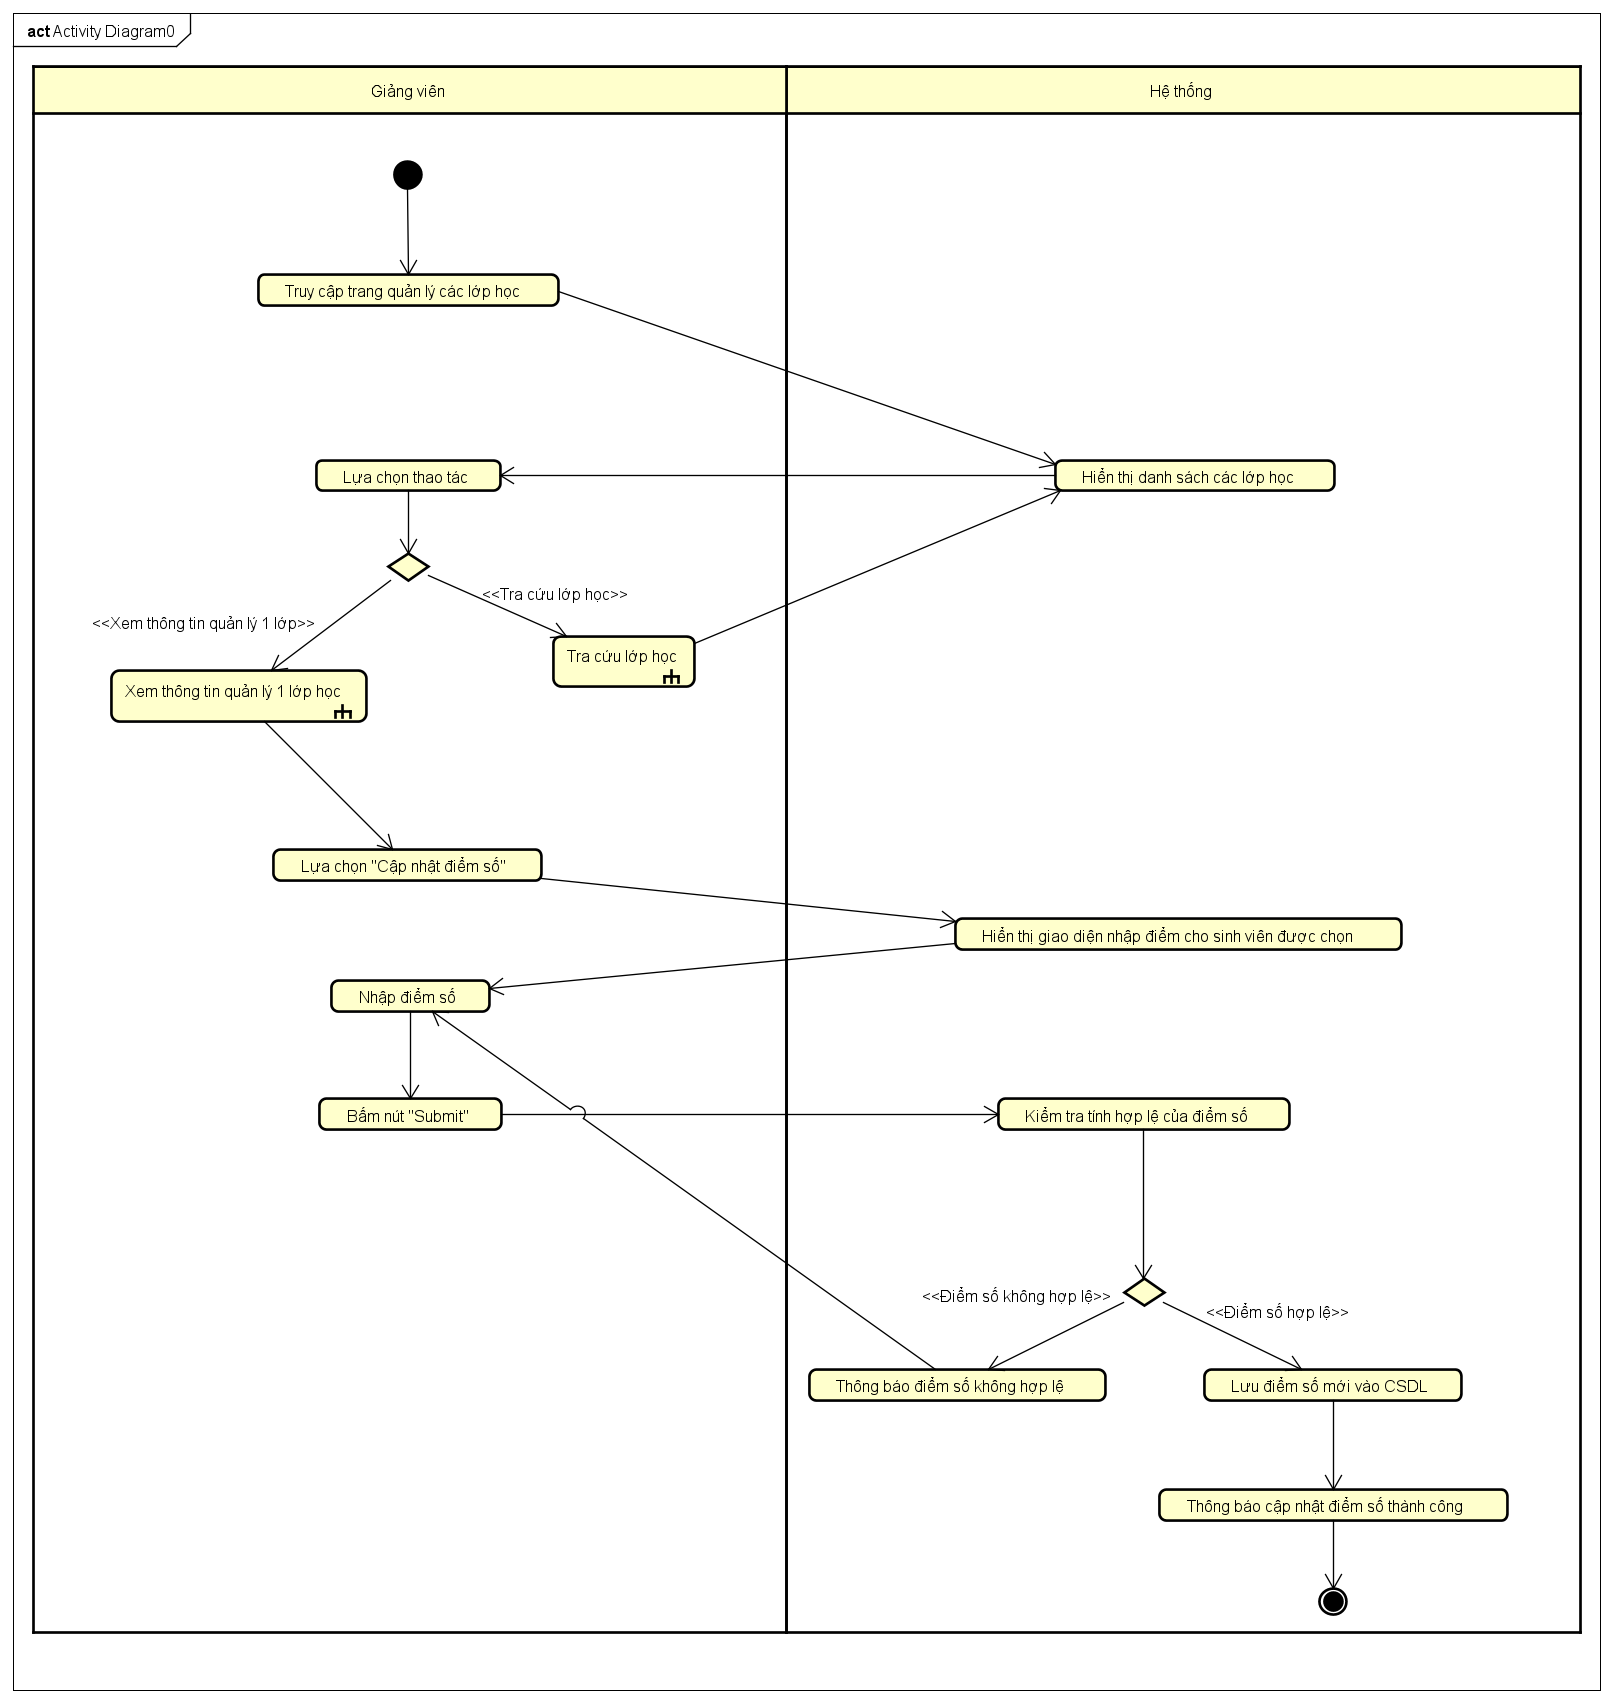 act Activity Diagram0
Giảng viên
Hệ thống
Truy cập trang quản lý các lớp học
Lựa chọn thao tác
Hiển thị danh sách các lớp học
<<Tra cứu lớp học>>
<<Xem thông tin quản lý 1 lớp>>
Tra cứu lớp học
Xem thông tin quản lý 1 lớp học
Lựa chọn "Cập nhật điểm số"
Hiển thị giao diện nhập điểm cho sinh viên được chọn
Nhập điểm số
Bấm nút "Submit"
Kiểm tra tính hợp lệ của điểm số
<<Điểm số không hợp lệ>>
<<Điểm số hợp lệ>>
Thông báo điểm số không hợp lệ
Lưu điểm số mới vào CSDL
Thông báo cập nhật điểm số thành công